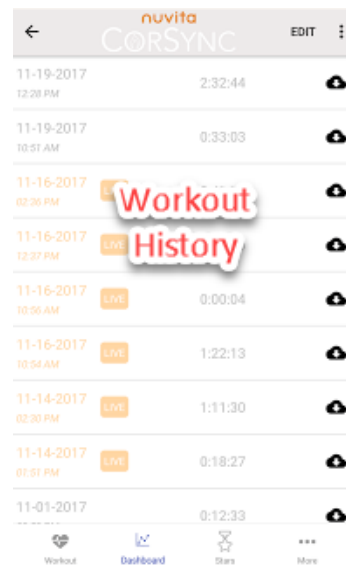 nuvita
CORSYNC
EDIT
11-19-2017
12:28 PM
2:32:44
11-19-2017
10:51 AM
0:33:03
11-16-2017
02:26 PM
11-16-2017
12:37 PM
LIVE
Workout
History
11-16-2017
10:56 AM
LIVE
0:00:04
11-16-2017
10:54 AM
LIVE
1:22:13
11-14-2017
02:30 PM
LIVE
1:11:30
11-14-2017
01:51 PM
LIVE
0:18:27
11-01-2017
0:12:33
Workout
Dashboard
Stars
More